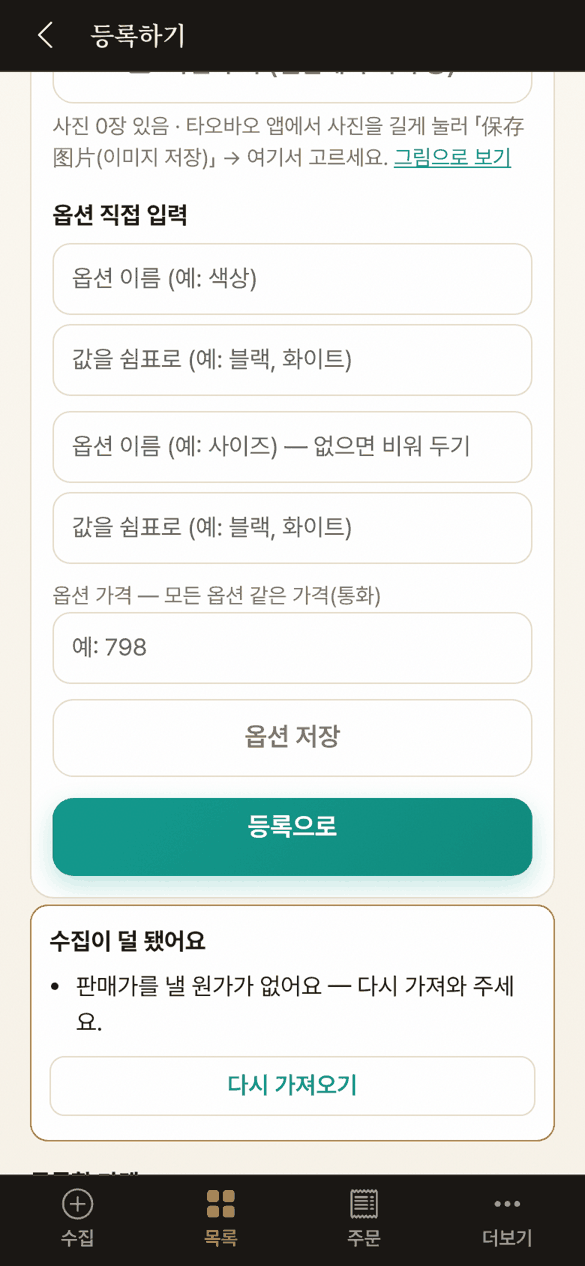 등록하기
사진 0장 있음 · 타오바오 앱에서 사진을 길게 눌러 「保存
图片(이미지 저장)」 → 여기서 고르세요. 그림으로 보기
옵션 직접 입력
옵션 이름 (예: 색상)
값을 쉼표로 (예: 블랙, 화이트)
옵션 이름 (예: 사이즈) — 없으면 비워 두기
값을 쉼표로 (예: 블랙, 화이트)
옵션 가격 — 모든 옵션 같은 가격(통화)
예: 798
옵션 저장
등록으로
수집이 덜 됐어요
• 판매가를 낼 원가가 없어요 — 다시 가져와 주세
요.
다시 가져오기
수집
목록
주문
더보기